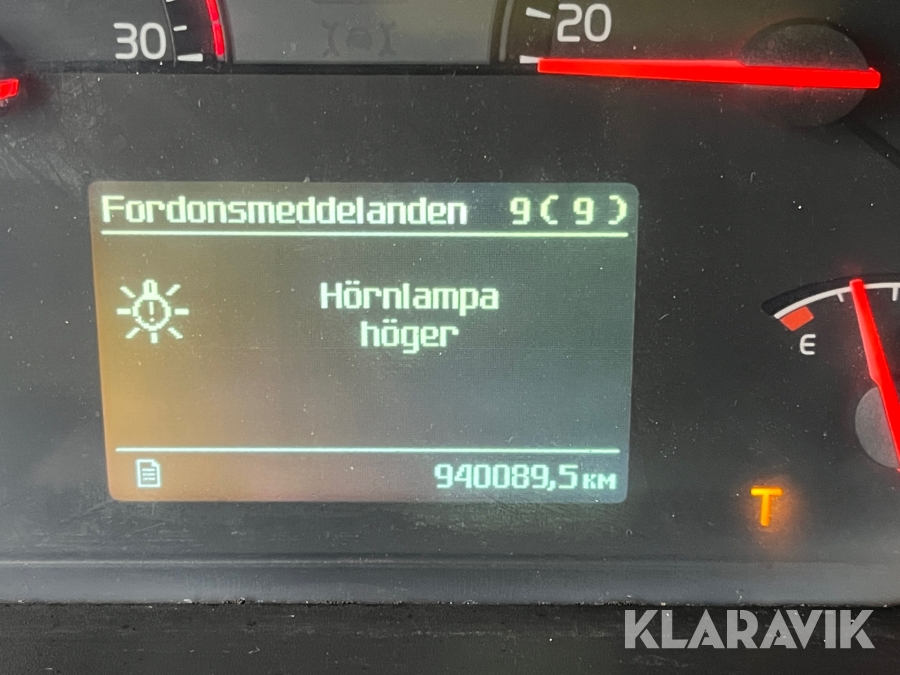 30
20
Fordonsmeddelanden 9( 9 )
Hörnlampa
höger
E
940089,5 KM
T
KLARAVIK